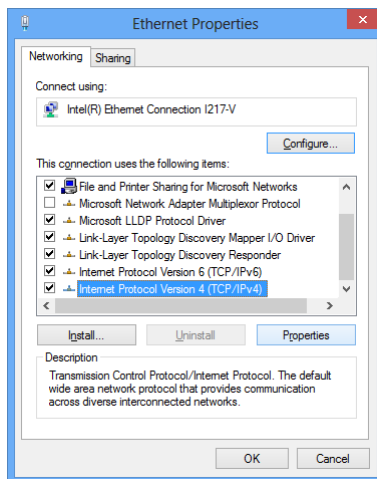 Ethernet Properties
Networking
Sharing
Connect using:
Intel(R) Ethernet Connection I217-V
Configure...
This connection uses the following items:
File and Printer Sharing for Microsoft Networks
Microsoft Network Adapter Multiplexor Protocol
Microsoft LLDP Protocol Driver
Link-Layer Topology Discovery Mapper I/O Driver
Link-Layer Topology Discovery Responder
Internet Protocol Version 6 (TCP/IPv6)
Internet Protocol Version 4 (TCP/IPv4)
Install...
Uninstall
Properties
Description
Transmission Control Protocol/Internet Protocol. The default
wide area network protocol that provides communication
across diverse interconnected networks.
OK
Cancel